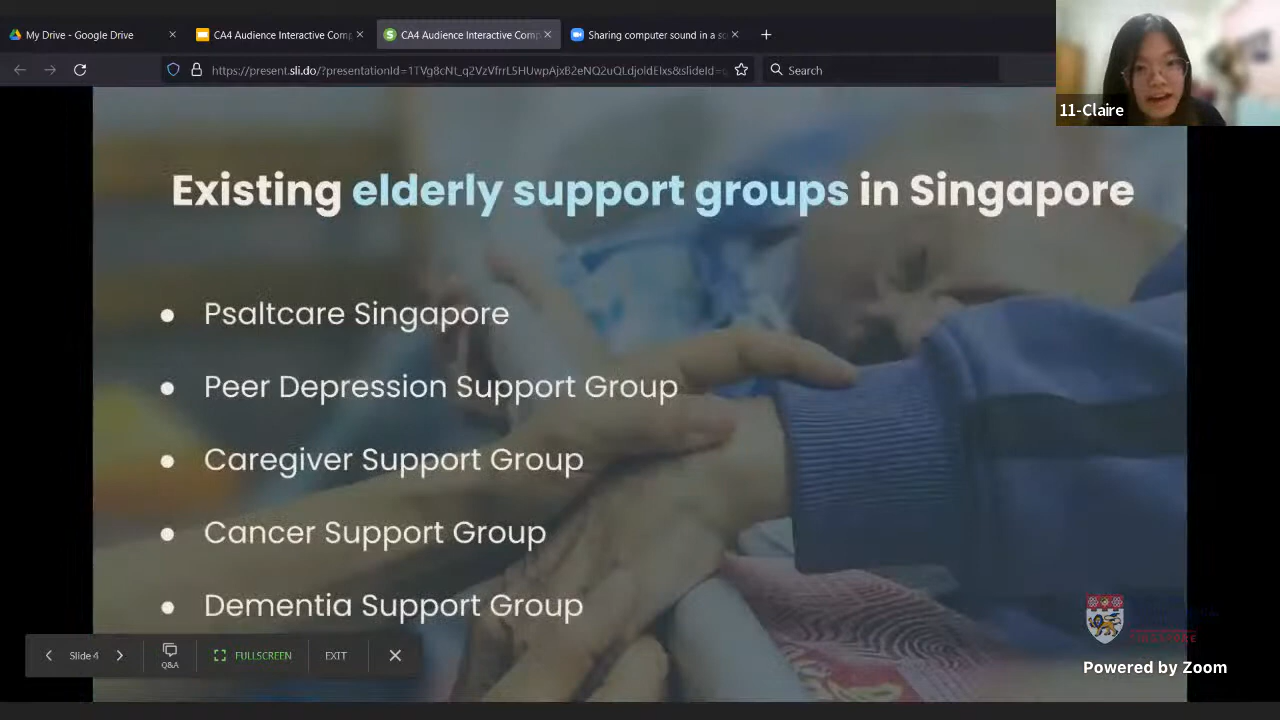 My Drive - Google Drive
CA4 Audience Interactive Comp
CA4 Audience Interactive Comp
Sharing computer sound in a sc
Search
11-Claire
Existing elderly support groups in Singapore
Psaltcare Singapore
Peer Depression Support Group
Caregiver Support Group
Cancer Support Group
Dementia Support Group
Slide 4
Q&A
FULLSCREEN
EXIT
SINGAPORE
Powered by Zoom